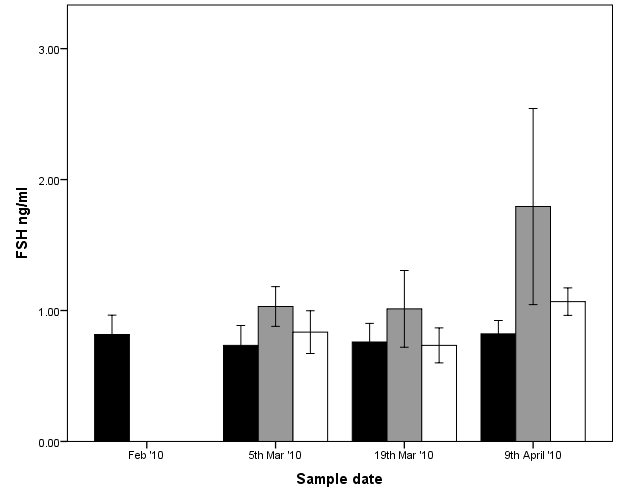 3.00
2.00
1.00
0.00
FSH ng/ml
Feb '10
5th Mar '10
19th Mar '10
9th April '10
Sample date